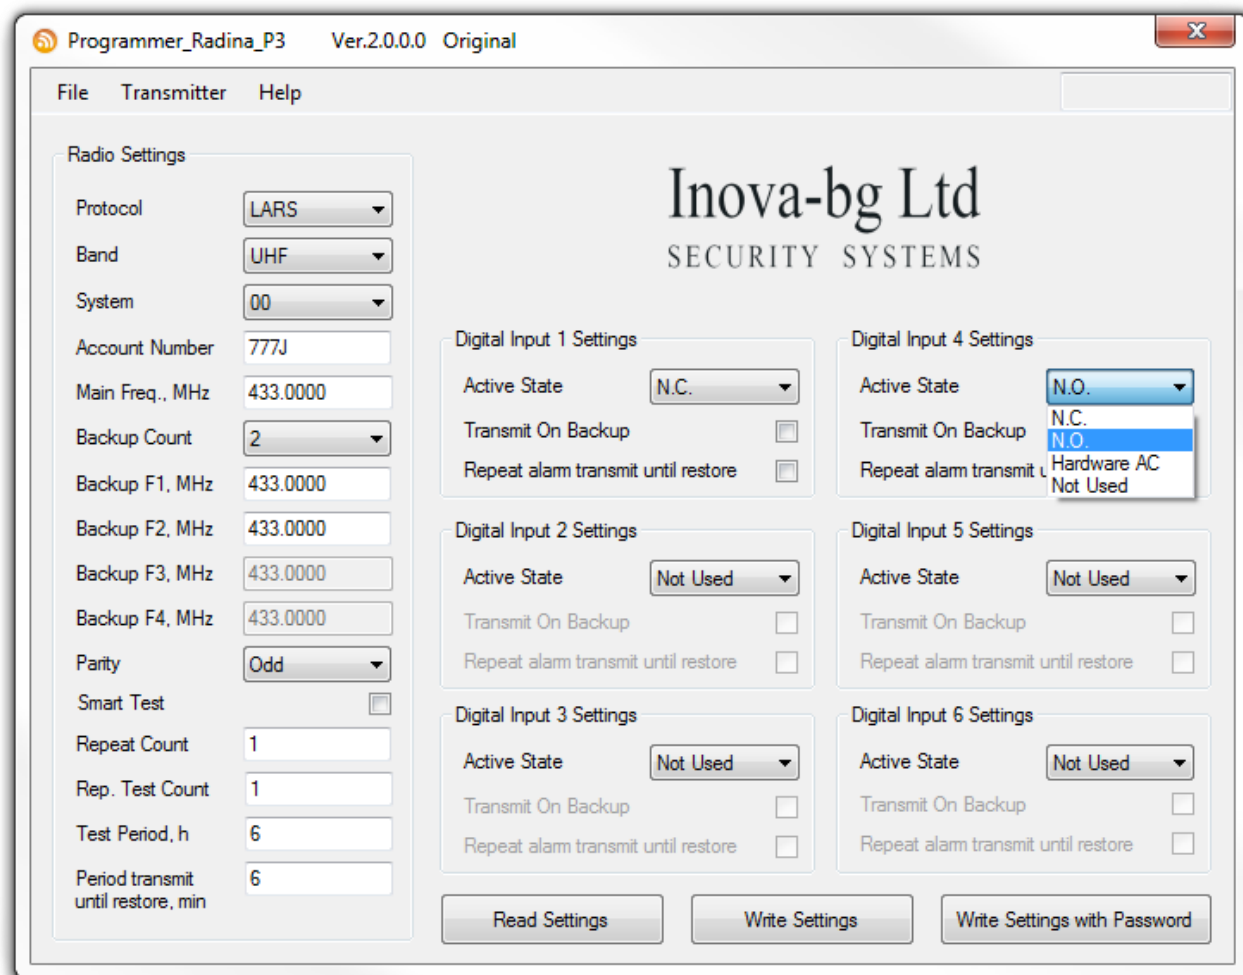 Programmer_Radina_P3 Ver.2.0.0.0 Original
File Transmitter Help
Radio Settings
Protocol LARS
Band UHF
System 00
Account Number 777J
Main Freq., MHz 433.0000
Backup Count 2
Backup F1, MHz 433.0000
Backup F2, MHz 433.0000
Backup F3, MHz 433.0000
Backup F4, MHz 433.0000
Parity Odd
Smart Test
Repeat Count 1
Rep. Test Count 1
Test Period, h 6
Period transmit
until restore, min 6
Inova-bg Ltd
SECURITY SYSTEMS
Digital Input 1 Settings
Active State N.C.
Transmit On Backup
Repeat alarm transmit until restore
Digital Input 4 Settings
Active State N.O.
Transmit On Backup
Repeat alarm transmit
N.C.
N.O.
Hardware AC
Not Used
Digital Input 2 Settings
Active State Not Used
Transmit On Backup
Repeat alarm transmit until restore
Digital Input 5 Settings
Active State Not Used
Transmit On Backup
Repeat alarm transmit until restore
Digital Input 3 Settings
Active State Not Used
Transmit On Backup
Repeat alarm transmit until restore
Digital Input 6 Settings
Active State Not Used
Transmit On Backup
Repeat alarm transmit until restore
Read Settings Write Settings Write Settings with Password